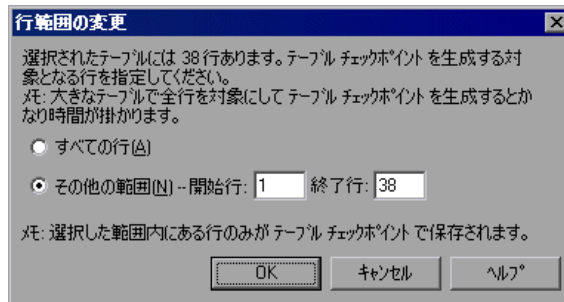 行範囲の変更
選択されたテーブルには 38行あります。テーブル チェックポイント を生成する対
象となる行を指定してください。
メモ: 大きなテーブルで全行を対象にして テーブル チェックポイント を生成するとか
なり時間が掛かります。
すべての行(A)
その他の範囲(N) -- 開始行: 1 終了行: 38
メモ: 選択した範囲内にある行のみが テーブル チェックポイント で保存されます。
OK キャンセル ヘルプ